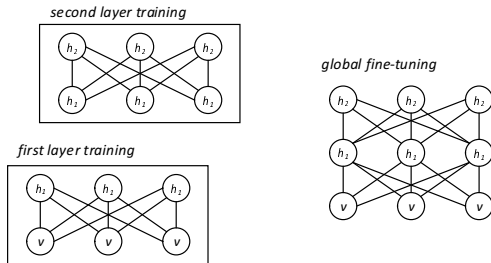 second layer training
h2 h2 h2
h1 h1 h1
first layer training
h1 h1 h1
v v v
global fine-tuning
h2 h2 h2
h1 h1 h1
v v v